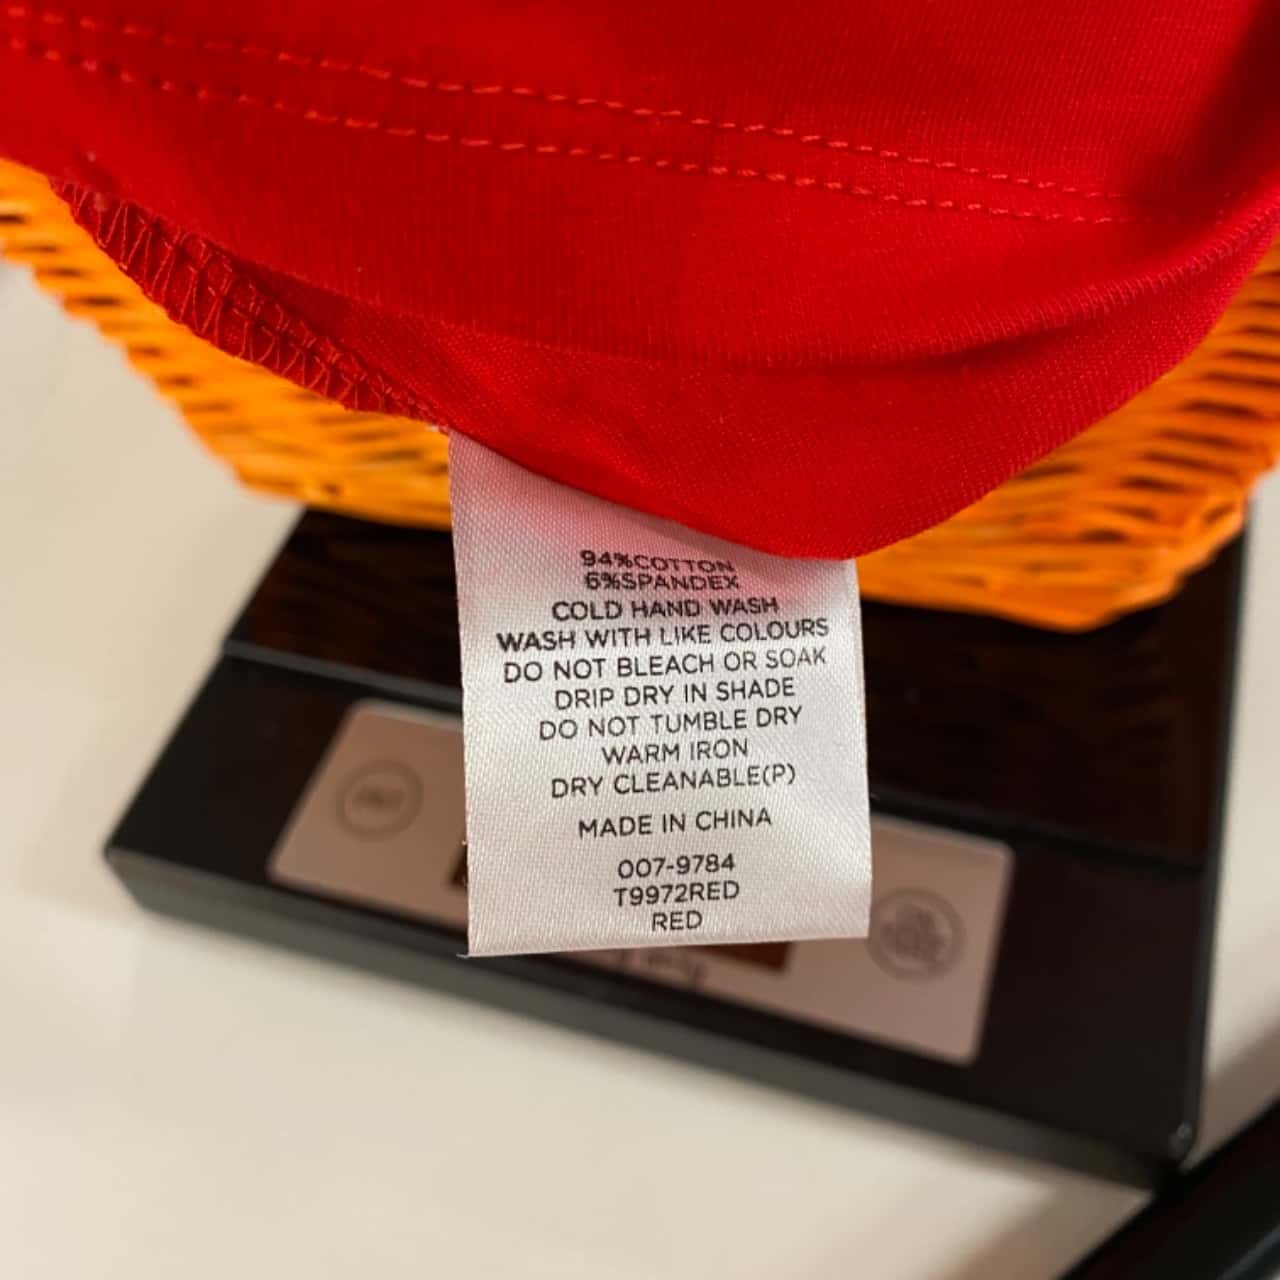 94%COTTON
6%SPANDEX
COLD HAND WASH
WASH WITH LIKE COLOURS
DO NOT BLEACH OR SOAK
DRIP DRY IN SHADE
DO NOT TUMBLE DRY
WARM IRON
DRY CLEANABLE(P)
MADE IN CHINA
007-9784
T9972RED
RED